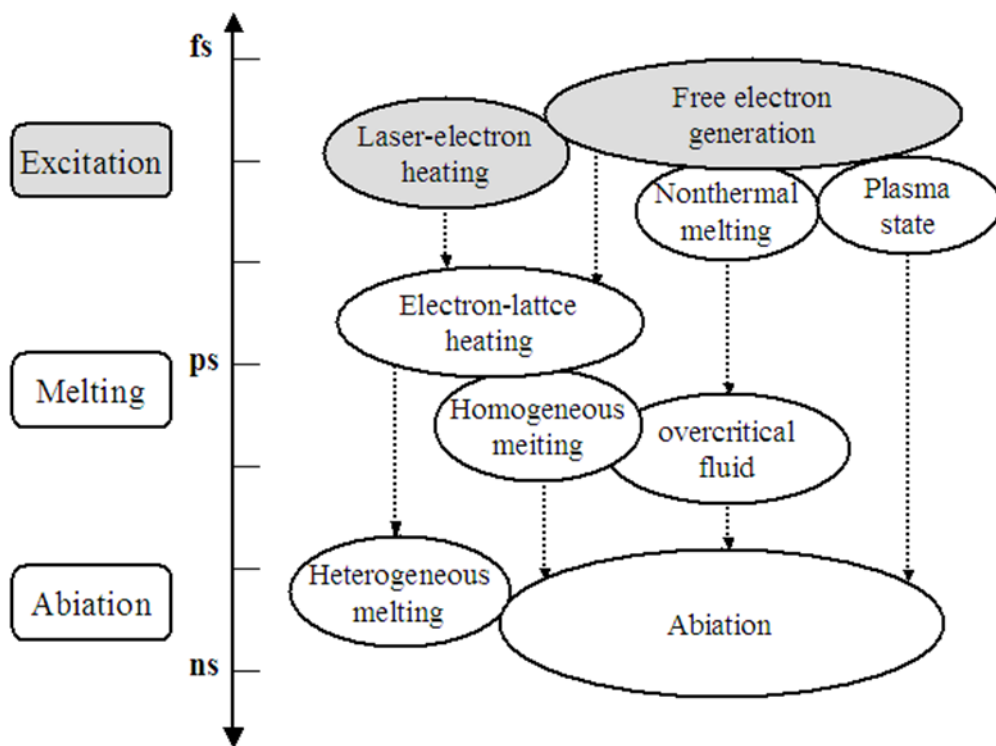 fs
Free electron
generation
Laser-electron
heating
Excitation
Nonthermal
melting
Plasma
state
Electron-lattce
heating
ps
Melting
Homogeneous
meiting
overcritical
fluid
Heterogeneous
melting
Abiation
Abiation
ns